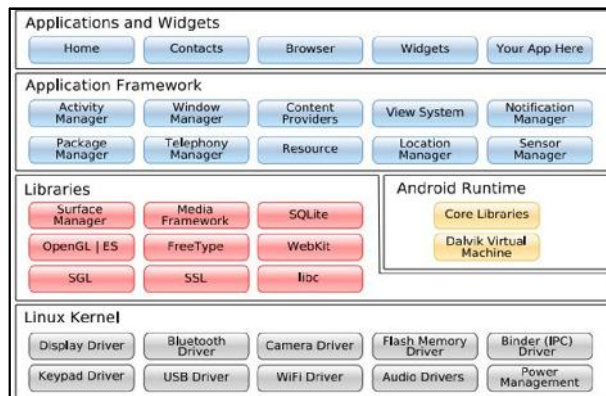 Applications and Widgets
Home
Contacts
Browser
Widgets
Your App Here
Application Framework
Activity
Manager
Window
Manager
Content
Providers
View System
Notification
Manager
Package
Manager
Telephony
Manager
Resource
Location
Manager
Sensor
Manager
Libraries
Surface
Manager
Media
Framework
SQLite
OpenGL | ES
FreeType
WebKit
SGL
SSL
libc
Android Runtime
Core Libraries
Dalvik Virtual
Machine
Linux Kernel
Display Driver
Bluetooth
Driver
Camera Driver
Flash Memory
Driver
Binder (IPC)
Driver
Keypad Driver
USB Driver
WiFi Driver
Audio Drivers
Power
Management